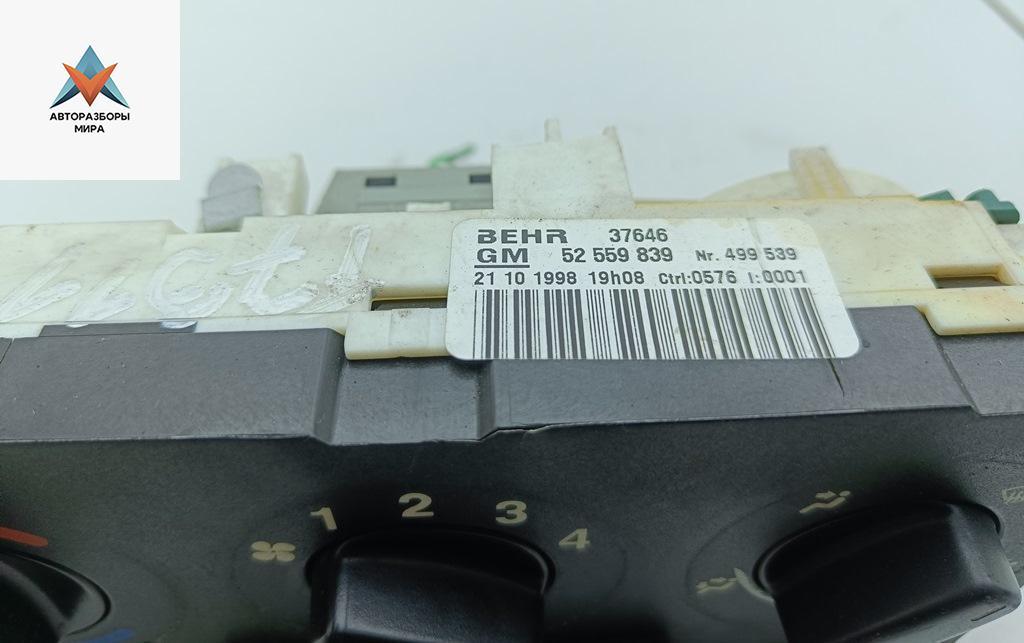 АВТОРАЗБОРЫ
МИРА
BEHR 37646
GM 52 559 839 Nr. 499 539
21 10 1998 19h08 Ctrl:0576 I:0001
1 2 3 4